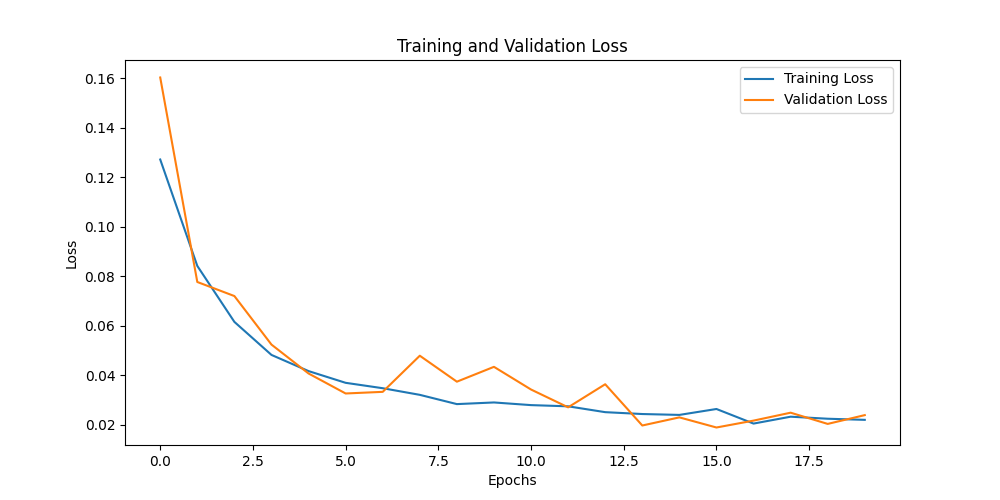 Training and Validation Loss
Training Loss
Validation Loss
0.16
0.14
0.12
0.10
0.08
0.06
0.04
0.02
Loss
0.0 2.5 5.0 7.5 10.0 12.5 15.0 17.5
Epochs